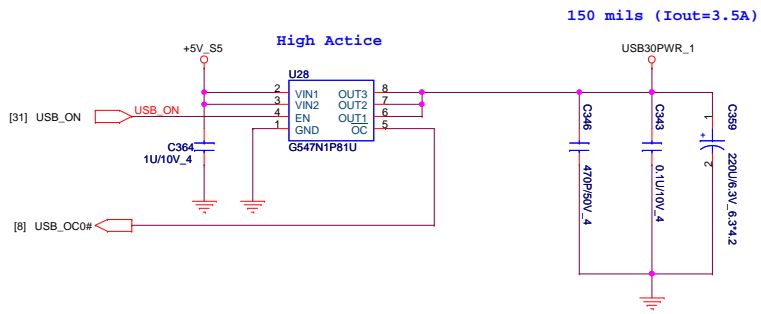 150 mils (Iout=3.5A)
High Actice
+5V_S5
USB30PWR_1
U28
2 VIN1 OUT3 8
3 VIN2 OUT2 7
4 EN OUT1 6
1 GND OC 5
G547N1P81U
[31] USB_ON
USB_ON
C364
1U/10V_4
[8] USB_OC0#
C346
470P/50V_4
C343
0.1U/10V_4
C359
1
+
2
220U/6.3V_6.3*4.2